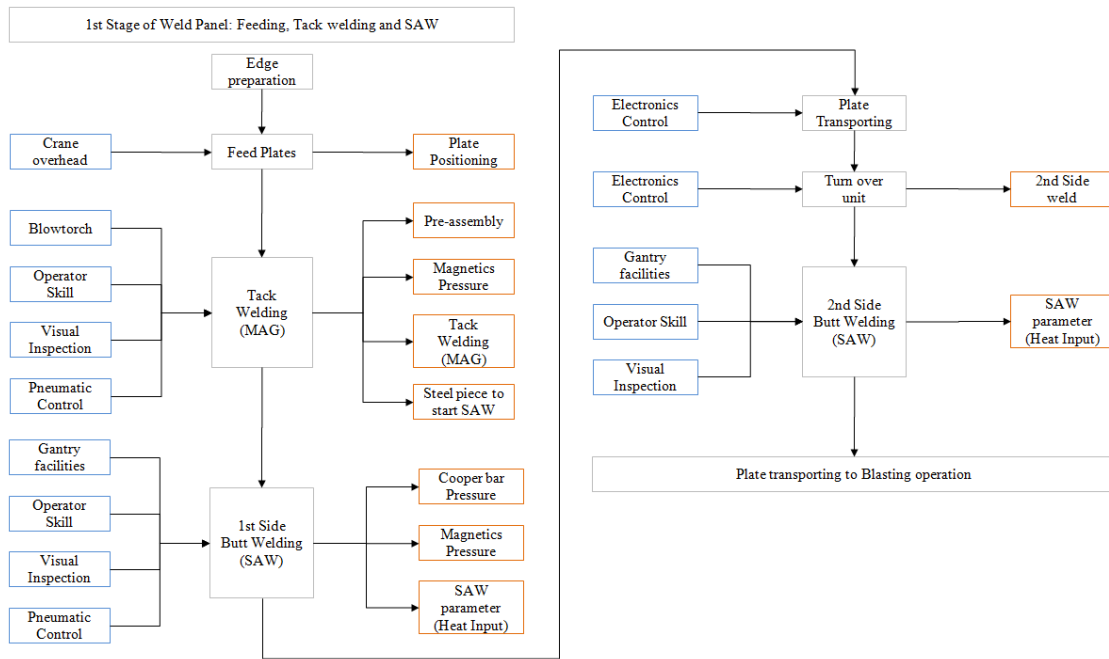 1st Stage of Weld Panel: Feeding, Tack welding and SAW
Edge
preparation
Crane
overhead
Feed Plates
Plate
Positioning
Blowtorch
Operator
Skill
Visual
Inspection
Pneumatic
Control
Tack
Welding
(MAG)
Pre-assembly
Magnetics
Pressure
Tack
Welding
(MAG)
Steel piece to
start SAW
Gantry
facilities
Operator
Skill
Visual
Inspection
Pneumatic
Control
1st Side
Butt Welding
(SAW)
Cooper bar
Pressure
Magnetics
Pressure
SAW
parameter
(Heat Input)
Electronics
Control
Plate
Transporting
Electronics
Control
Turn over
unit
2nd Side
weld
Gantry
facilities
Operator Skill
Visual
Inspection
2nd Side
Butt Welding
(SAW)
SAW
parameter
(Heat Input)
Plate transporting to Blasting operation